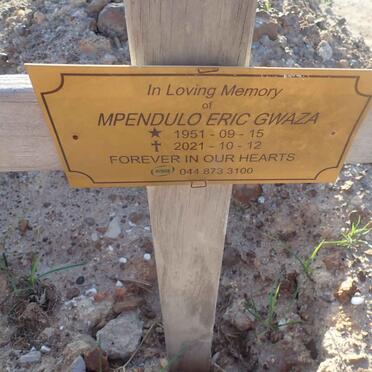 In Loving Memory
of
MPENDULO ERIC GWAZA
1951 - 09 - 15
2021 - 10 - 12
FOREVER IN OUR HEARTS
044 873 3100